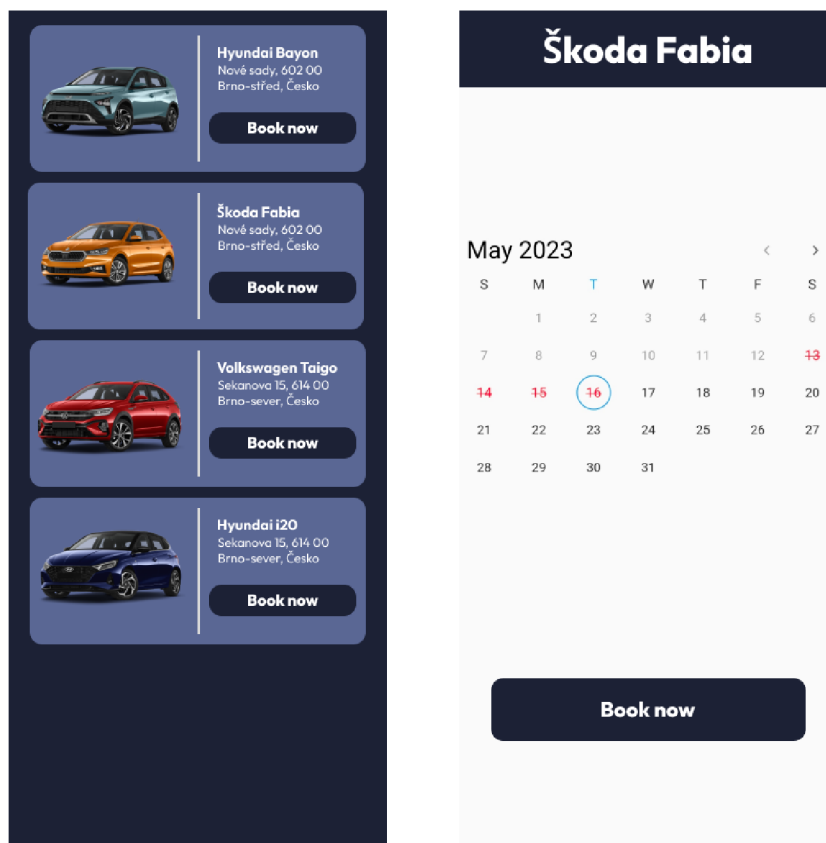 Hyundai Bayon
Nové sady, 602 00
Brno-střed, Česko
Book now
Škoda Fabia
Nové sady, 602 00
Brno-střed, Česko
Book now
Volkswagen Taigo
Sekanova 15, 614 00
Brno-sever, Česko
Book now
Hyundai i20
Sekanova 15, 614 00
Brno-sever, Česko
Book now
Škoda Fabia
May 2023 < >
S M T W T F S
1 2 3 4 5 6
7 8 9 10 11 12 13
14 15 16 17 18 19 20
21 22 23 24 25 26 27
28 29 30 31
Book now